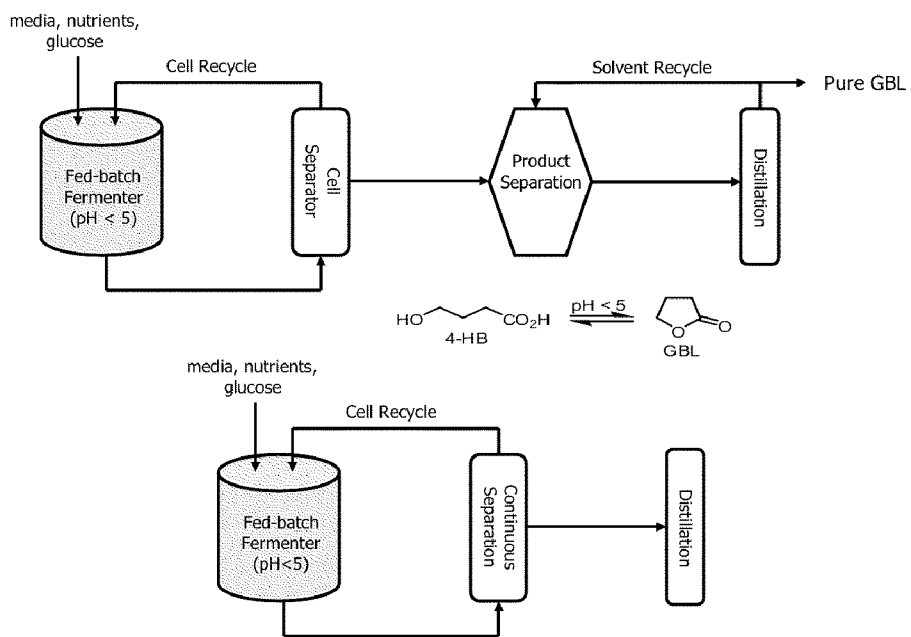 media, nutrients,
glucose
Cell Recycle
Solvent Recycle
Pure GBL
Fed-batch
Fermenter
(pH < 5)
Cell
Separator
Product
Separation
Distillation
HO
CO2H
4-HB
pH < 5
O
O
GBL
media, nutrients,
glucose
Cell Recycle
Fed-batch
Fermenter
(pH<5)
Continuous
Separation
Distillation